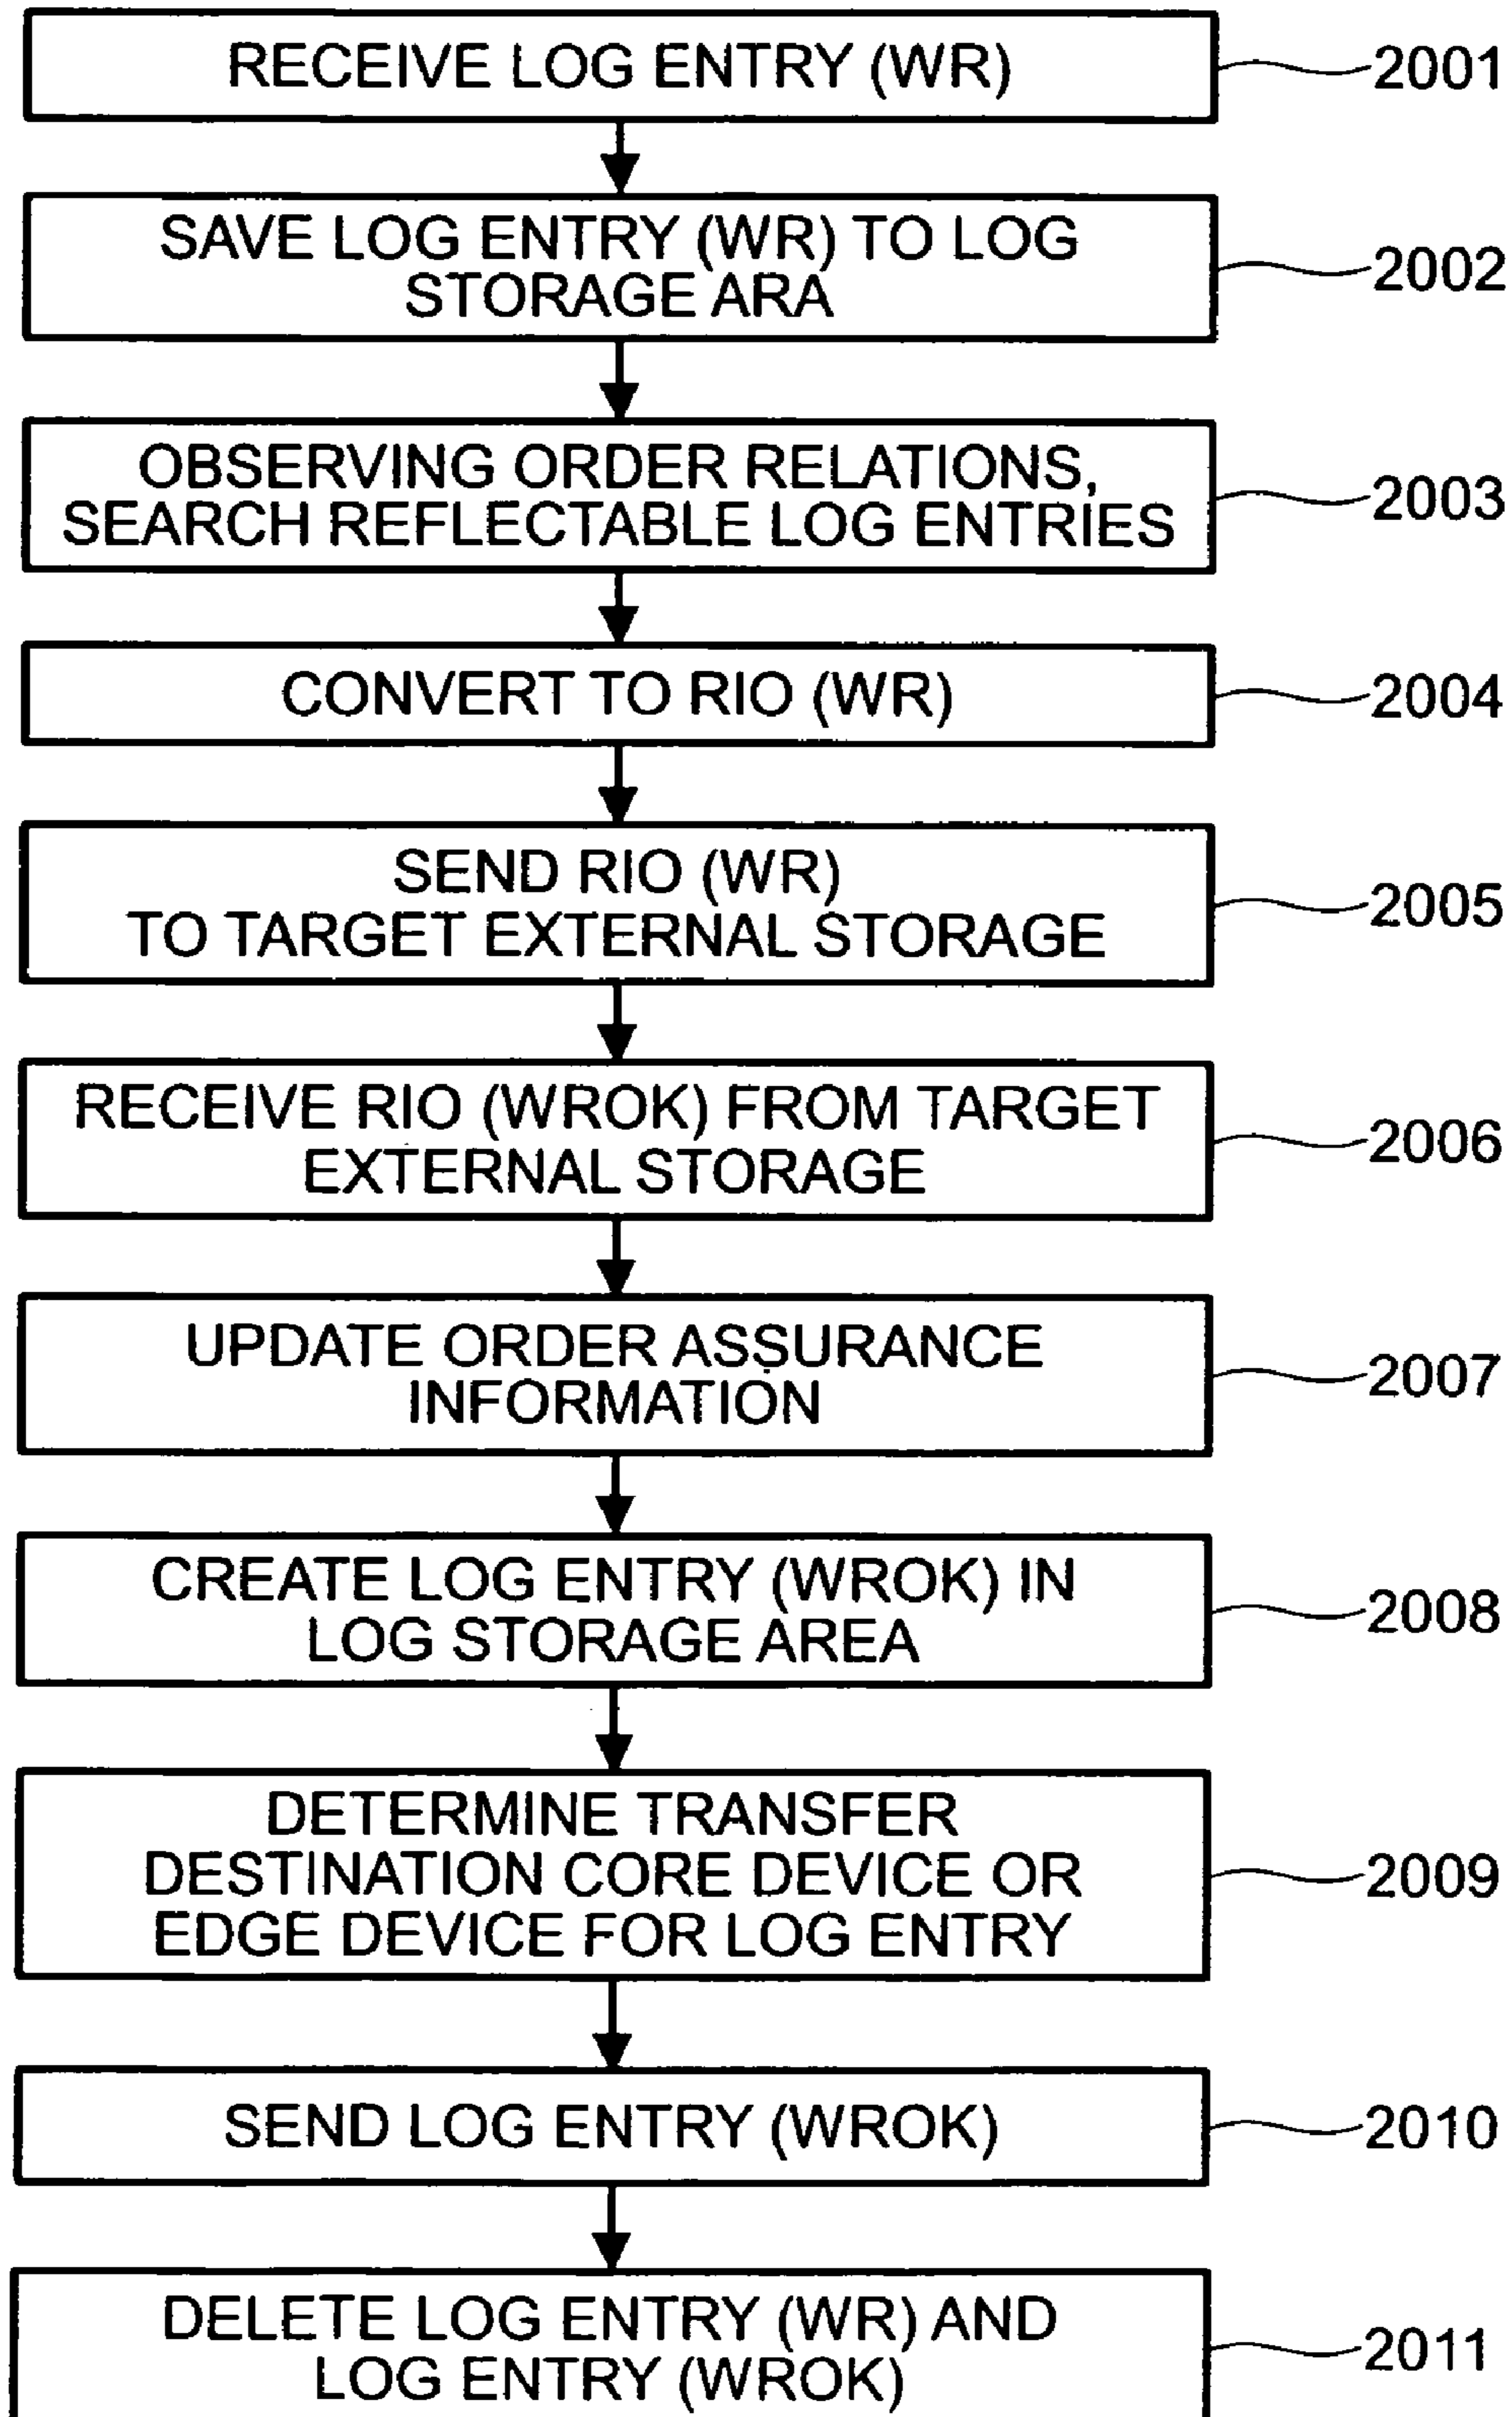 RECEIVE LOG ENTRY (WR)
2001
SAVE LOG ENTRY (WR) TO LOG
STORAGE ARA
2002
OBSERVING ORDER RELATIONS,
SEARCH REFLECTABLE LOG ENTRIES
2003
CONVERT TO RIO (WR)
2004
SEND RIO (WR)
TO TARGET EXTERNAL STORAGE
2005
RECEIVE RIO (WROK) FROM TARGET
EXTERNAL STORAGE
2006
UPDATE ORDER ASSURANCE
INFORMATION
2007
CREATE LOG ENTRY (WROK) IN
LOG STORAGE AREA
2008
DETERMINE TRANSFER
DESTINATION CORE DEVICE OR
EDGE DEVICE FOR LOG ENTRY
2009
SEND LOG ENTRY (WROK)
2010
DELETE LOG ENTRY (WR) AND
LOG ENTRY (WROK)
2011